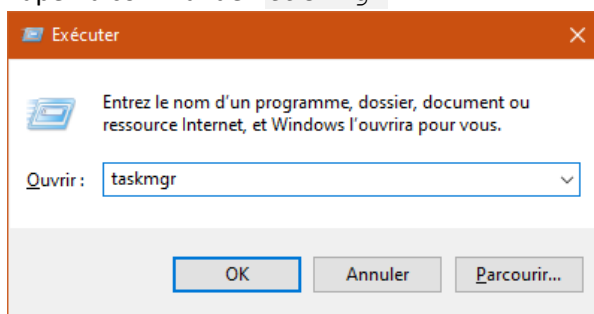 Exécuter
Entrez le nom d'un programme, dossier, document ou
ressource Internet, et Windows l'ouvrira pour vous.
Ouvrir : taskmgr
OK Annuler Parcourir...